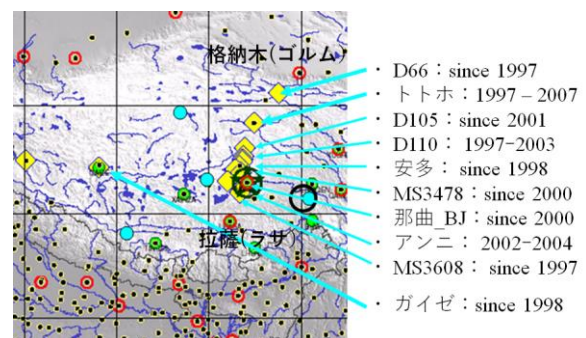 格納木(ゴルム)
拉薩(ラサ)
・ D66：since 1997
・ トトホ：1997 – 2007
・ D105：since 2001
・ D110： 1997-2003
・ 安多：since 1998
・ MS3478：since 2000
・ 那曲_BJ：since 2000
・ アンニ： 2002-2004
・ MS3608： since 1997
・ ガイゼ：since 1998